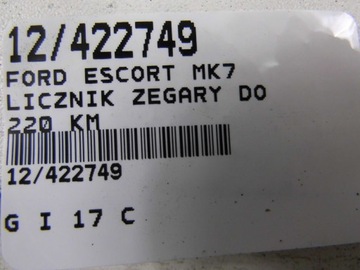 12/422749
FORD ESCORT MK7
LICZNIK ZEGARY DO
220 KM
12/422749
G I 17 C